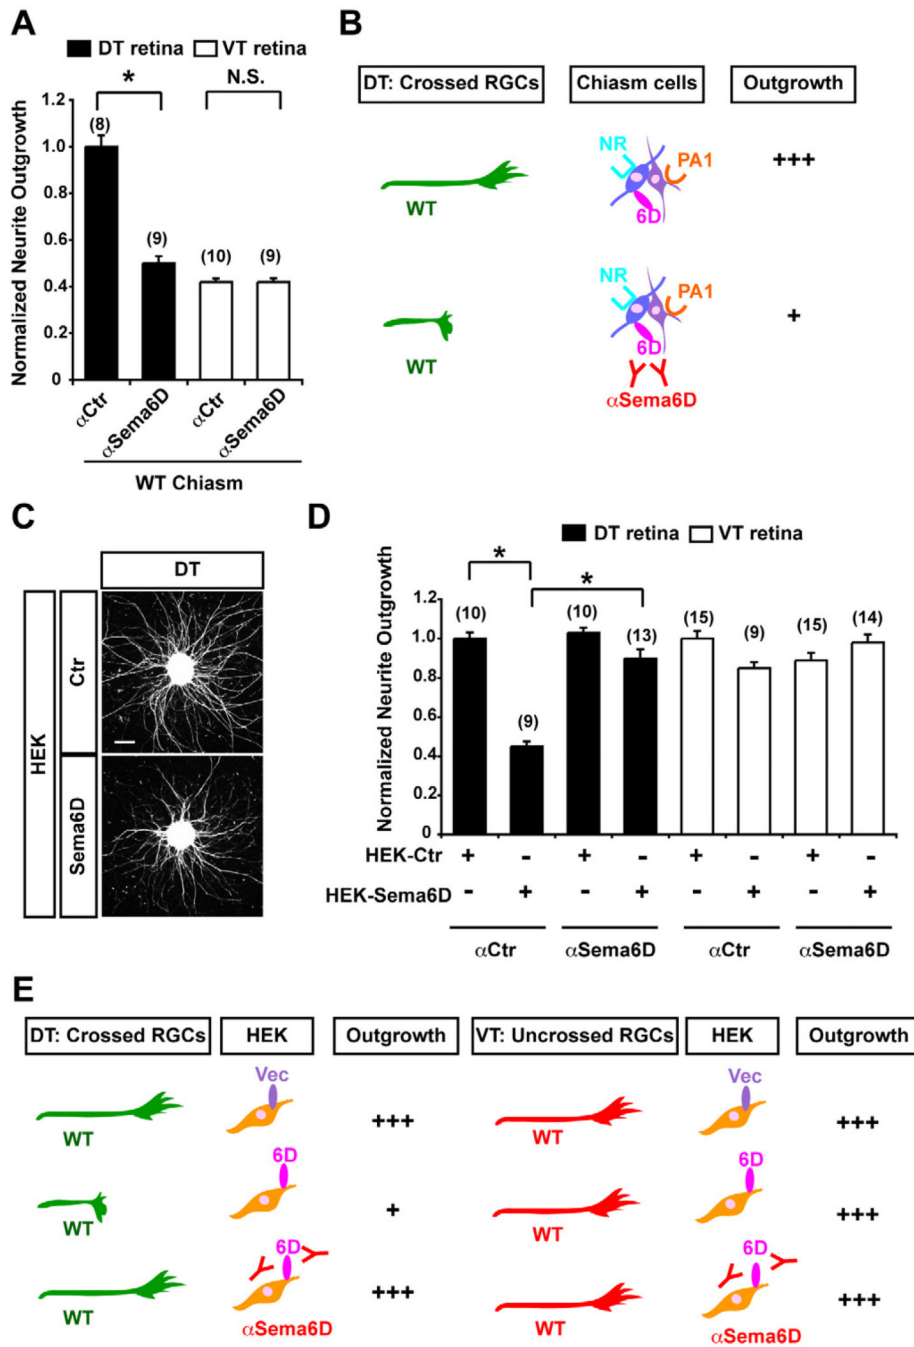 A
DT retina VT retina
* N.S.
Normalized Neurite Outgrowth
1.2
1.0
0.8
0.6
0.4
0.2
0
(8) (9) (10) (9)
αCtr αSema6D αCtr αSema6D
WT Chiasm
B
DT: Crossed RGCs Chiasm cells Outgrowth
NR PA1 6D
WT
+++
NR PA1 6D
WT
+
αSema6D
C
DT
HEK
Ctr
Sema6D
D
DT retina VT retina
* *
Normalized Neurite Outgrowth
1.2
1.0
0.8
0.6
0.4
0.2
0
(10) (9) (10) (13) (15) (9) (15) (14)
HEK-Ctr + - + - + - + -
HEK-Sema6D - + - + - + - +
αCtr αSema6D αCtr αSema6D
E
DT: Crossed RGCs HEK Outgrowth VT: Uncrossed RGCs HEK Outgrowth
Vec Vec
WT +++ WT +++
6D 6D
WT + WT +++
6D 6D
WT +++ WT +++
αSema6D αSema6D